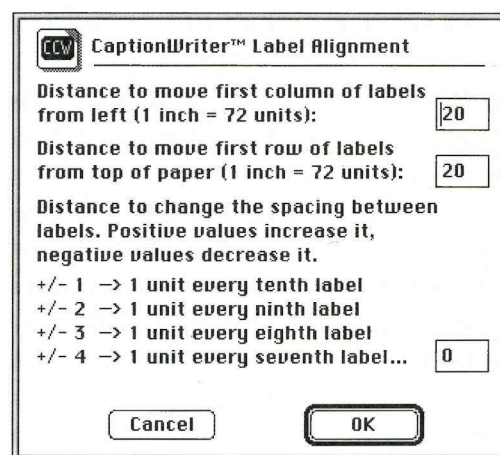 CCW CaptionWriter™ Label Alignment
Distance to move first column of labels
from left (1 inch = 72 units): 20
Distance to move first row of labels
from top of paper (1 inch = 72 units): 20
Distance to change the spacing between
labels. Positive values increase it,
negative values decrease it.
+/- 1 —> 1 unit every tenth label
+/- 2 —> 1 unit every ninth label
+/- 3 —> 1 unit every eighth label
+/- 4 —> 1 unit every seventh label... 0
Cancel OK